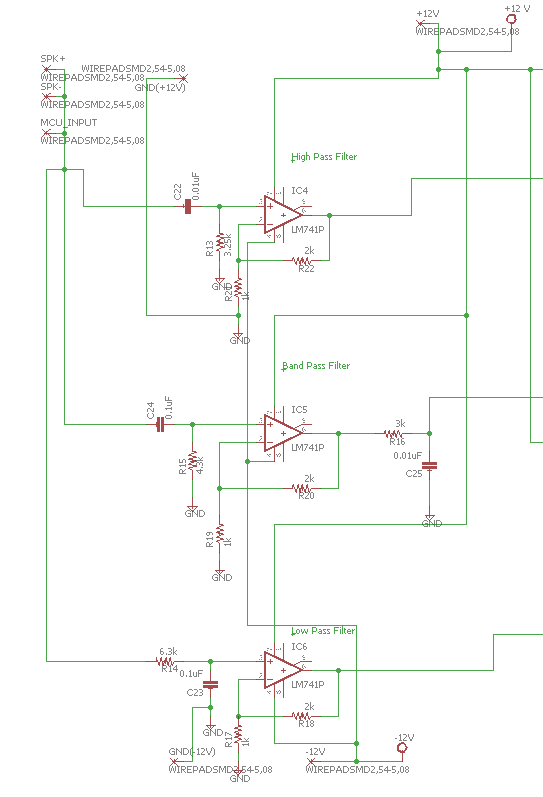 +12V
+12 V
WIREPADSMD2,54-5,08
SPK+
WIREPADSMD2,54-5,08
WIREPADSMD2,54-5,08
GND(+12V)
SPK-
WIREPADSMD2,54-5,08
MCU_INPUT
WIREPADSMD2,54-5,08
High Pass Filter
C22
0.01uF
IC4
LM741P
R13
3.25k
2k
R22
GND
1k
GND
Band Pass Filter
C24
0.1uF
IC5
LM741P
3k
R16
R15
4.3k
0.01uF
C25
2k
R20
GND
GND
R19
1k
GND
Low Pass Filter
IC6
6.3k
R14
0.1uF
LM741P
C23
2k
R18
GND
R17
1k
GND(-12V)
-12V
-12V
WIREPADSMD2,54-5,08
WIREPADSMD2,54-5,08
GND